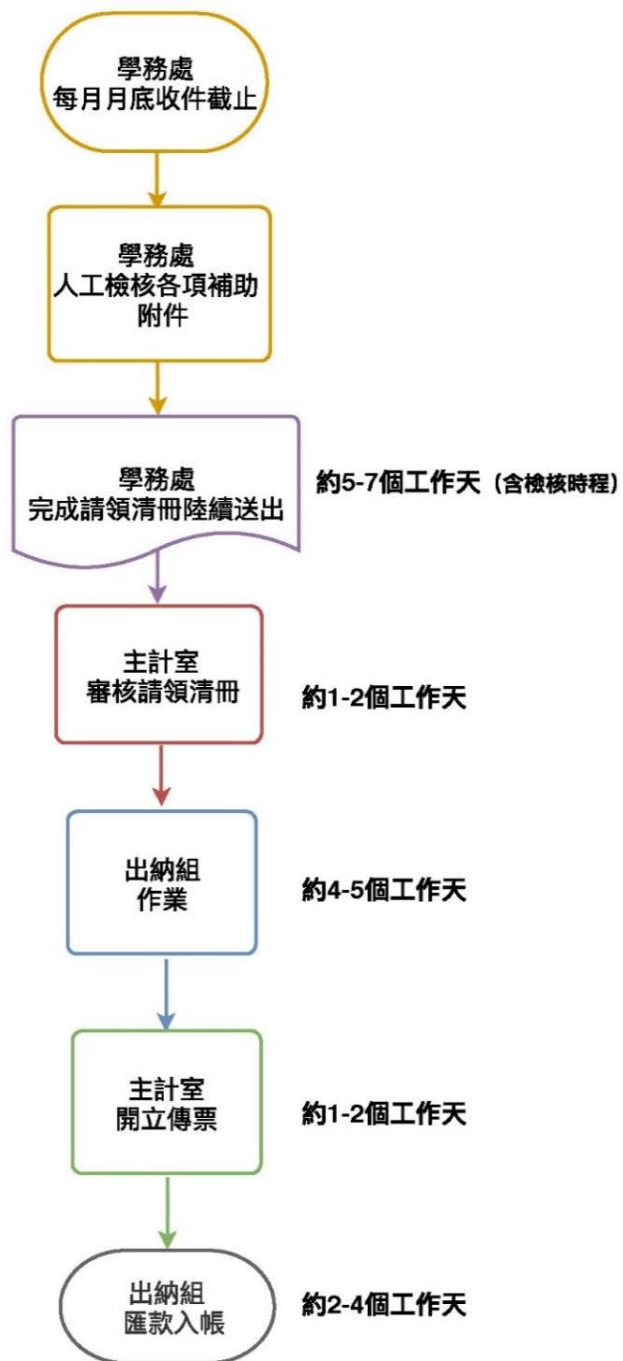 學務處
每月月底收件截止
學務處
人工檢核各項補助
附件
學務處
完成請領清冊陸續送出
約5-7個工作天（含檢核時程）
主計室
審核請領清冊
約1-2個工作天
出納組
作業
約4-5個工作天
主計室
開立傳票
約1-2個工作天
出納組
匯款入帳
約2-4個工作天